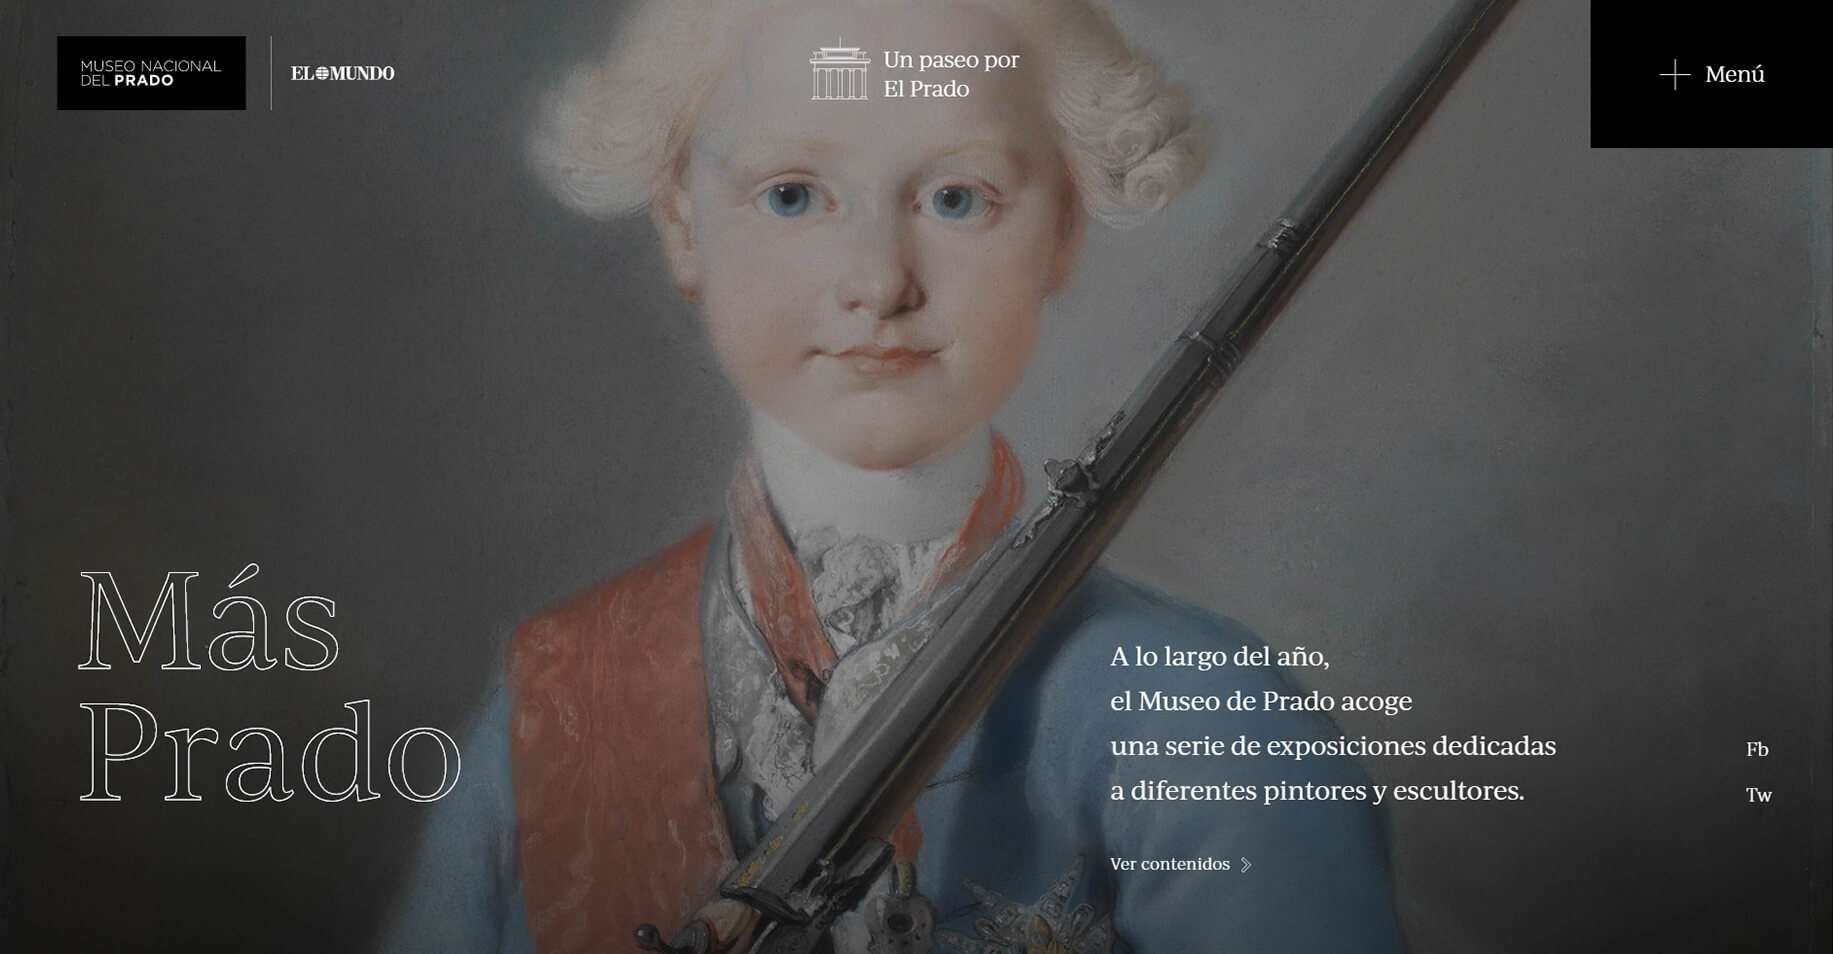 MUSEO NACIONAL
DEL PRADO
EL MUNDO
Un paseo por
El Prado
Menú
Más
Prado
A lo largo del año,
el Museo de Prado acoge
una serie de exposiciones dedicadas
a diferentes pintores y escultores.
Ver contenidos
Fb
Tw